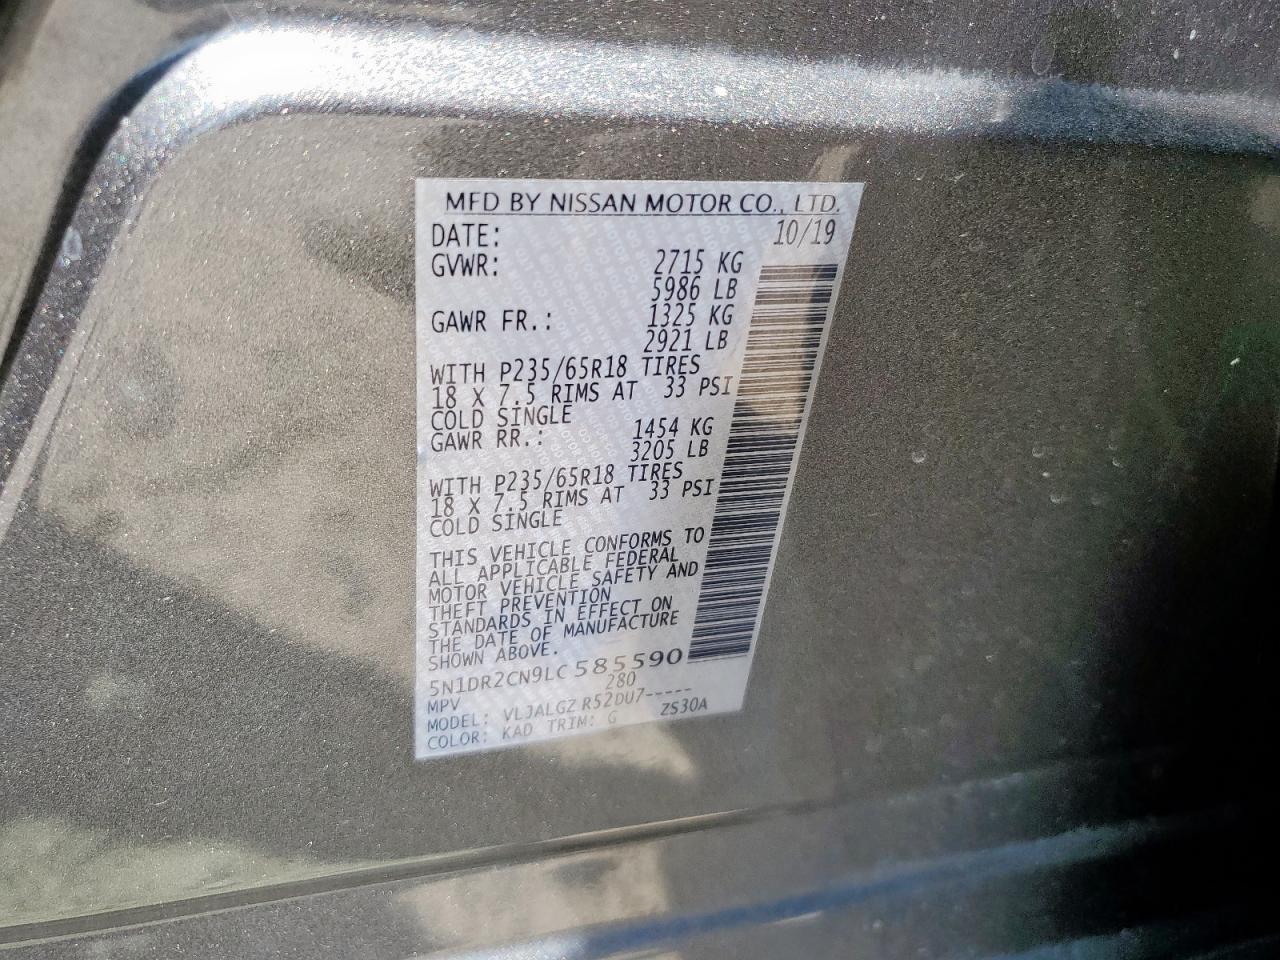 MFD BY NISSAN MOTOR CO., LTD.
DATE: 10/19
GVWR: 2715 KG
5986 LB
GAWR FR.: 1325 KG
2921 LB
WITH P235/65R18 TIRES
18 X 7.5 RIMS AT 33 PSI
COLD SINGLE
GAWR RR.: 1454 KG
3205 LB
WITH P235/65R18 TIRES
18 X 7.5 RIMS AT 33 PSI
COLD SINGLE
THIS VEHICLE CONFORMS TO
ALL APPLICABLE FEDERAL
MOTOR VEHICLE SAFETY AND
THEFT PREVENTION
STANDARDS IN EFFECT ON
THE DATE OF MANUFACTURE
SHOWN ABOVE.
5N1DR2CN9LC585590
MPV 280
MODEL: VLJALGZ R52DU7-----
COLOR: KAD TRIM: G ZS30A